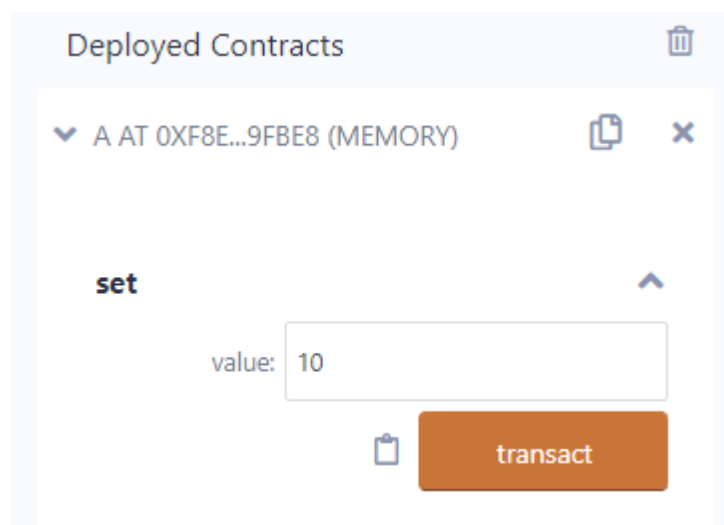 Deployed Contracts
A AT 0XF8E...9FBE8 (MEMORY)
set
value: 10
transact